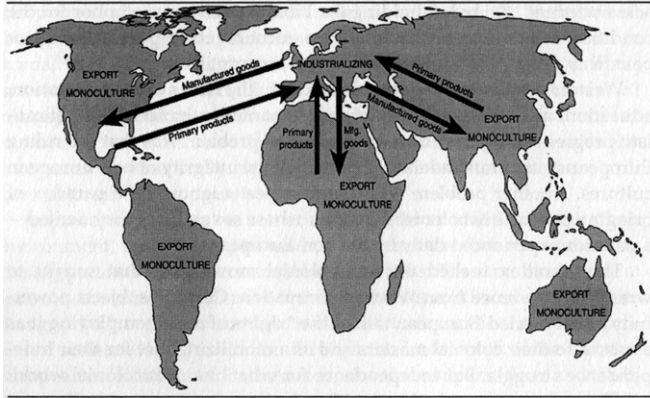 EXPORT
MONOCULTURE
Manufactured goods
Primary products
INDUSTRIALIZING
Primary
products
Mfg.
goods
Primary products
Manufactured goods
EXPORT
MONOCULTURE
EXPORT
MONOCULTURE
EXPORT
MONOCULTURE
EXPORT
MONOCULTURE